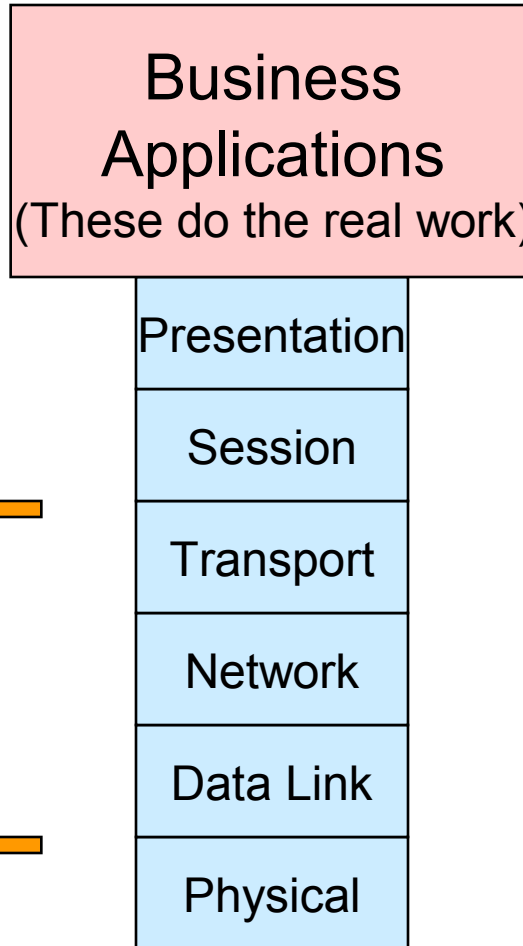 Business
Applications
(These do the real work)
Presentation
Session
Transport
Network
Data Link
Physical